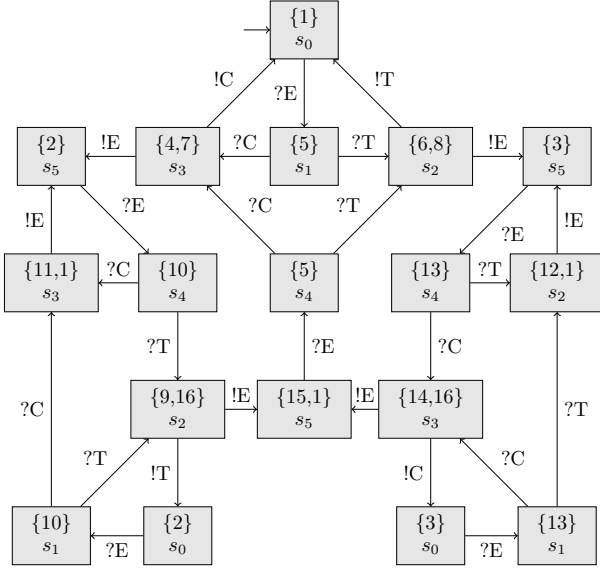 {1}
s₀
!C
?E
!T
{2}
s₅
!E
{4,7}
s₃
?C
{5}
s₁
?T
{6,8}
s₂
!E
{3}
s₅
!E
?E
?C
?T
?E
!E
{11,1}
s₃
?C
{10}
s₄
{5}
s₄
{13}
s₄
?T
{12,1}
s₂
?C
?T
?E
?C
?T
{9,16}
s₂
!E
{15,1}
s₅
!E
{14,16}
s₃
?T
!T
!C
?C
{10}
s₁
?E
{2}
s₀
{3}
s₀
?E
{13}
s₁